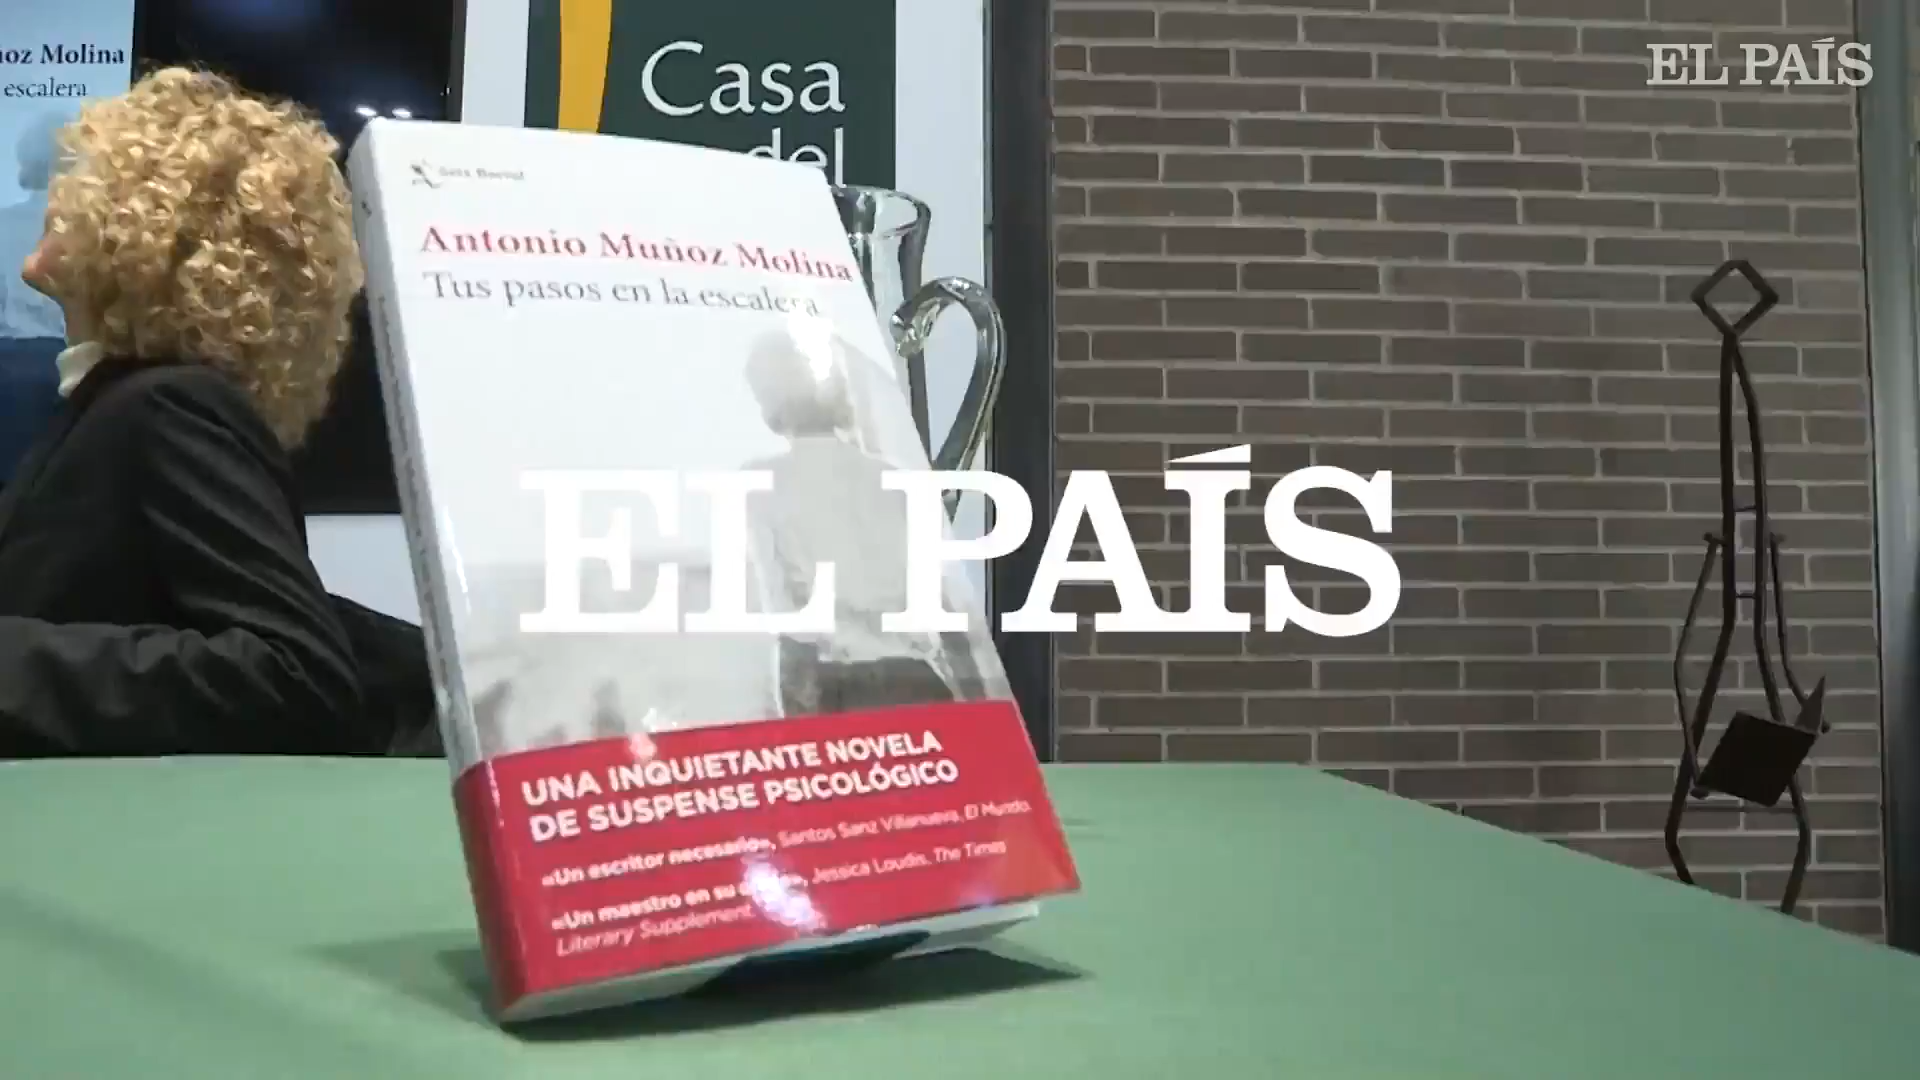 ñoz Molina
escalera
Casa
del
EL PAÍS
Seix Barral
Antonio Muñoz Molina
Tus pasos en la escalera
EL PAÍS
UNA INQUIETANTE NOVELA
DE SUSPENSE PSICOLÓGICO
«Un escritor necesario», Santos Sanz Villanueva, El Mundo
«Un maestro en su», Jessica Loudis, The Times
Literary Supplement